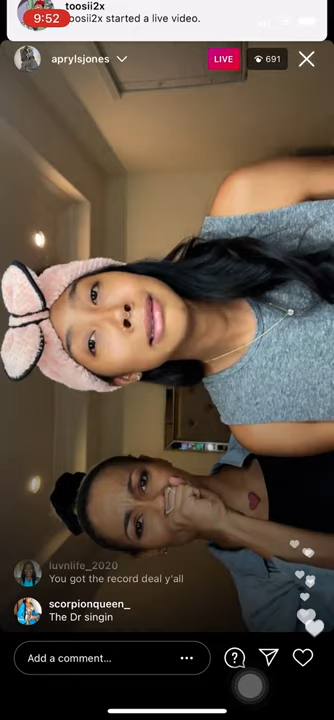 toosii2x
9:52
toosii2x started a live video.
aprylsjones
LIVE
691
luvnlife_2020
You got the record deal y'all
scorpionqueen_
The Dr singin
Add a comment...